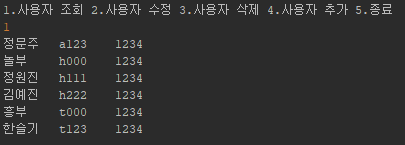 1.사용자 조회 2.사용자 수정 3.사용자 삭제 4.사용자 추가 5.종료
1
정문주 a123 1234
놀부 h000 1234
정원진 h111 1234
김예진 h222 1234
흥부 t000 1234
한슬기 t123 1234